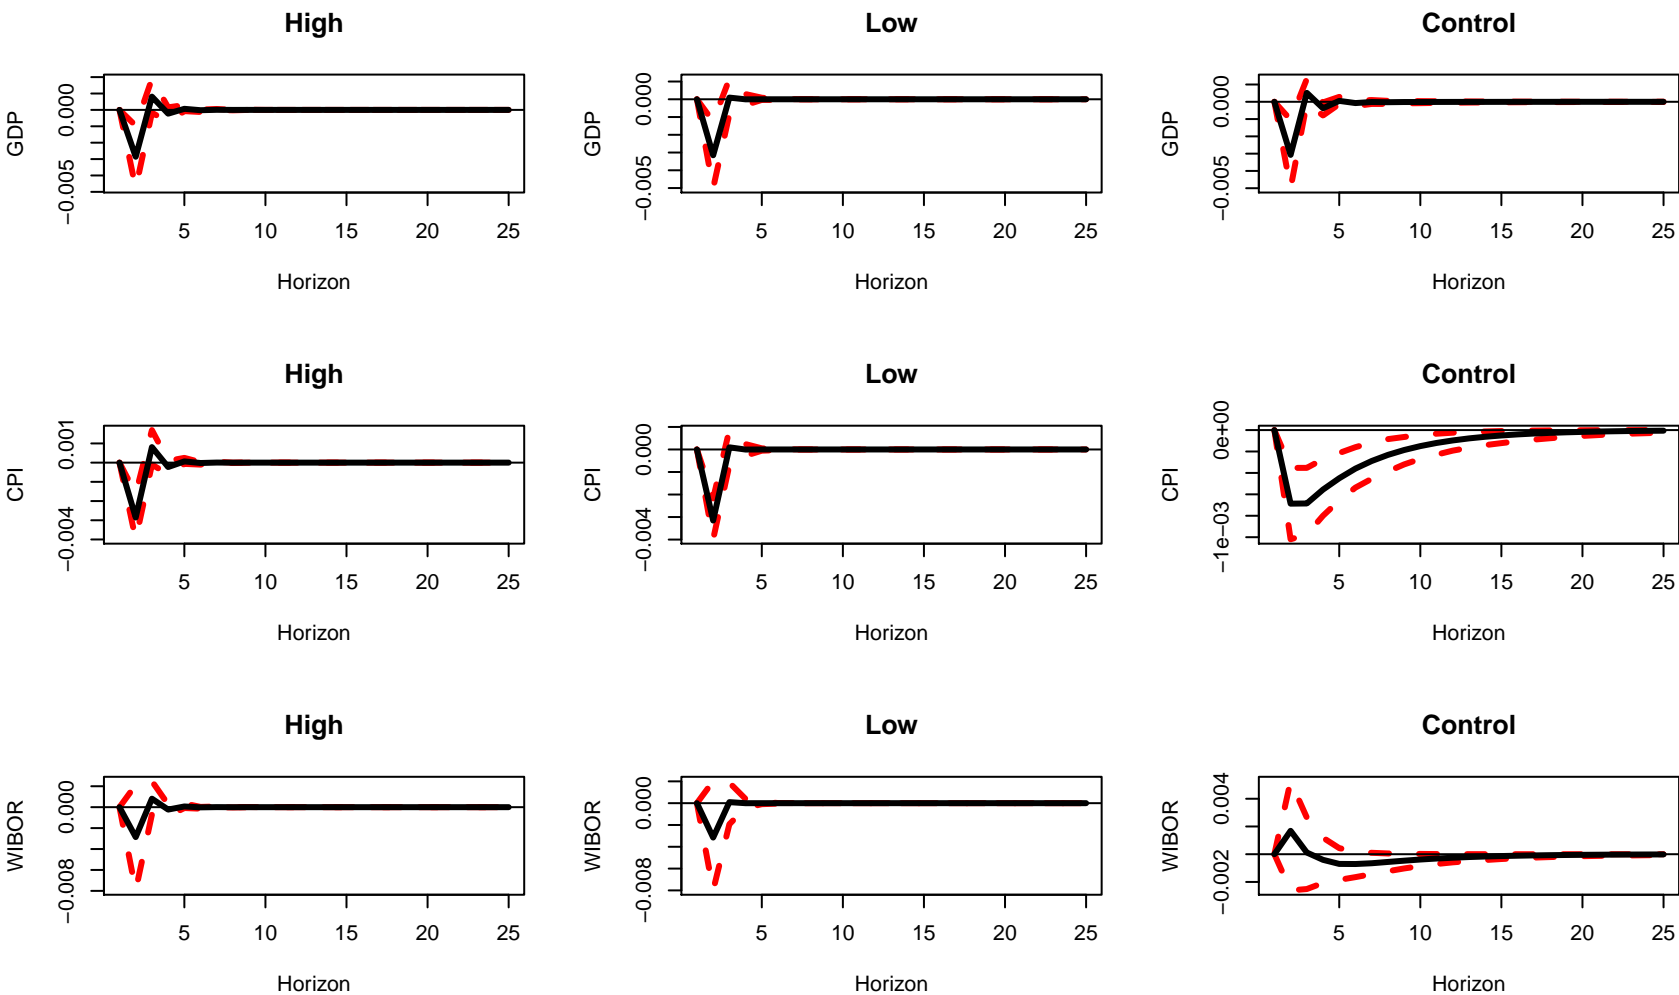 High Low Control
GDP 0.000 −0.005 5 10 15 20 25 Horizon
GDP 0.000 −0.005 5 10 15 20 25 Horizon
GDP 0.000 −0.005 5 10 15 20 25 Horizon
High Low Control
CPI 0.001 −0.004 5 10 15 20 25 Horizon
CPI 0.000 −0.004 5 10 15 20 25 Horizon
CPI 0e+00 −1e−03 5 10 15 20 25 Horizon
High Low Control
WIBOR 0.000 −0.008 5 10 15 20 25 Horizon
WIBOR 0.000 −0.008 5 10 15 20 25 Horizon
WIBOR 0.004 −0.002 5 10 15 20 25 Horizon